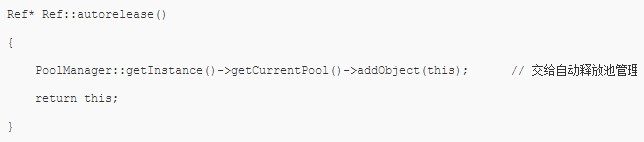 Ref* Ref::autorelease()
{
    PoolManager::getInstance()->getCurrentPool()->addObject(this);      // 交给自动释放池管理
    return this;
}